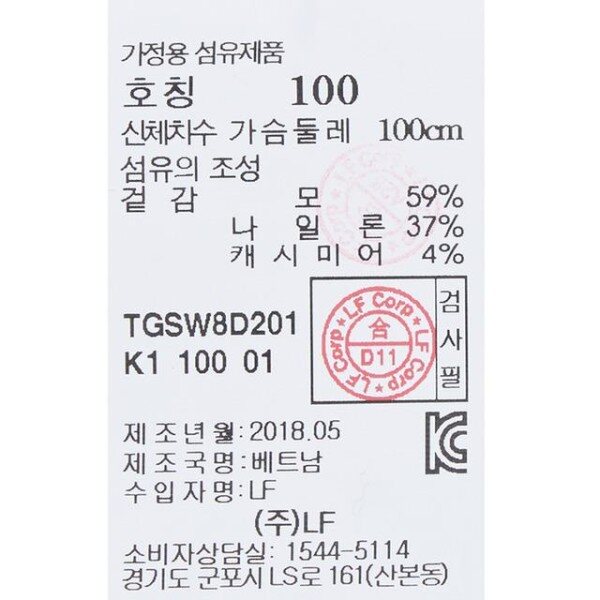 가정용 섬유제품
호칭 100
신체치수 가슴둘레 100cm
섬유의 조성
겉감 모 59%
나일론 37%
캐시미어 4%
TGSW8D201
K1 100 01
LF Corp ★ LF Corp ★ LF Corp ★
合
D11
검사필
제조년월:2018.05
제조국명:베트남
수입자명:LF
(주)LF
소비자상담실: 1544-5114
경기도 군포시 LS로 161(산본동)